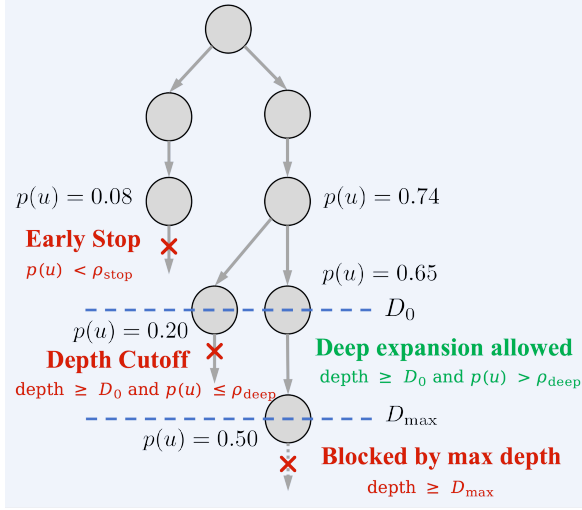 p(u) = 0.08
p(u) = 0.74
Early Stop
p(u) < ρ_stop
p(u) = 0.65
D_0
p(u) = 0.20
Depth Cutoff
Deep expansion allowed
depth ≥ D_0 and p(u) ≤ ρ_deep
depth ≥ D_0 and p(u) > ρ_deep
D_max
p(u) = 0.50
Blocked by max depth
depth ≥ D_max